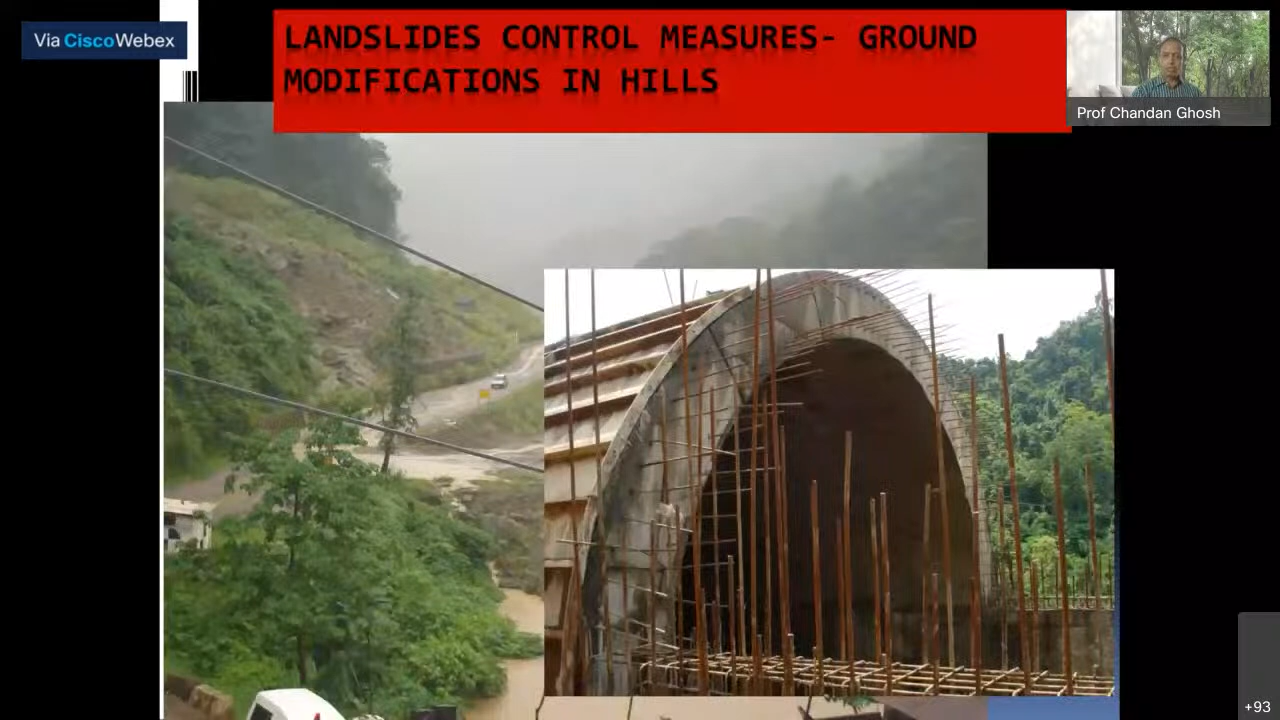 Via CiscoWebex
LANDSLIDES CONTROL MEASURES- GROUND
MODIFICATIONS IN HILLS
Prof Chandan Ghosh
+93